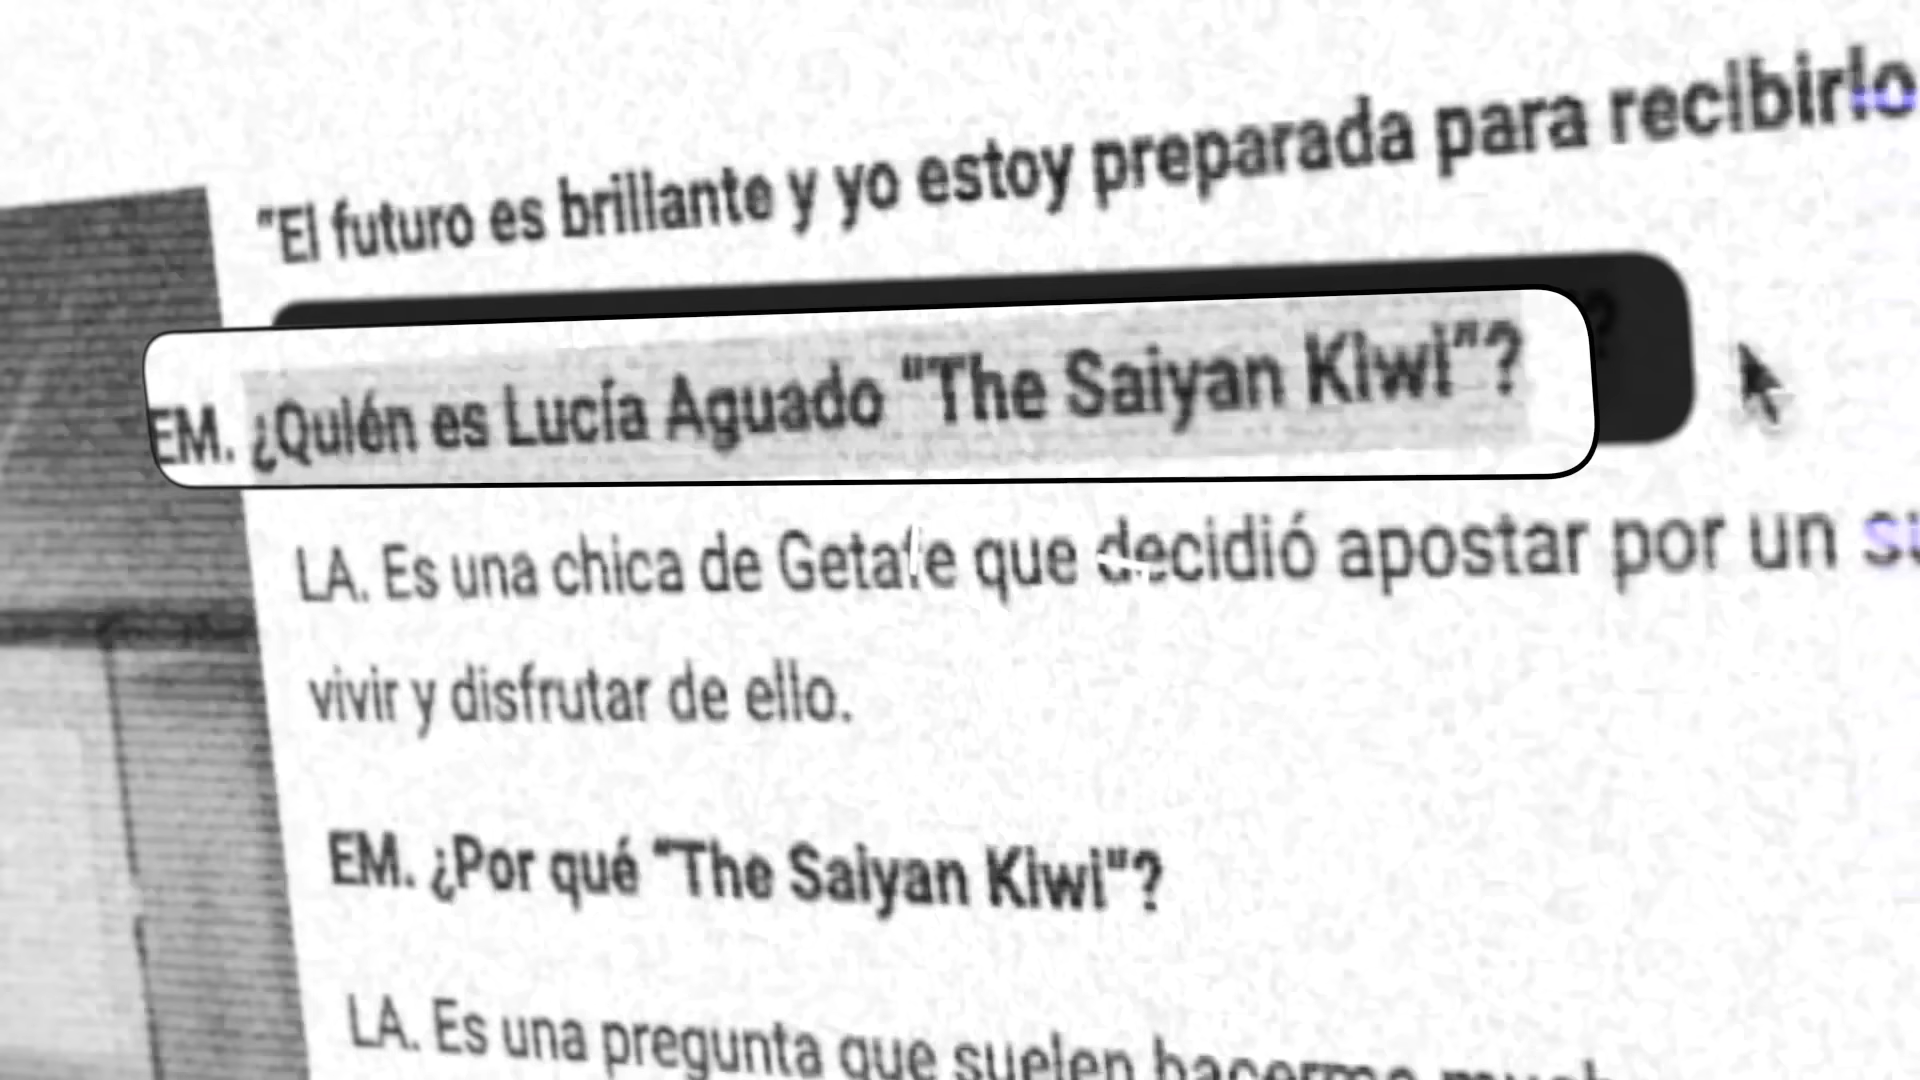 "El futuro es brillante y yo estoy preparada para recibirlo
EM. ¿Quién es Lucía Aguado "The Saiyan Kiwi"?
LA. Es una chica de Getafe que decidió apostar por un
vivir y disfrutar de ello.
EM. ¿Por qué "The Saiyan Kiwi"?
LA. Es una pregunta que suelen hacerme